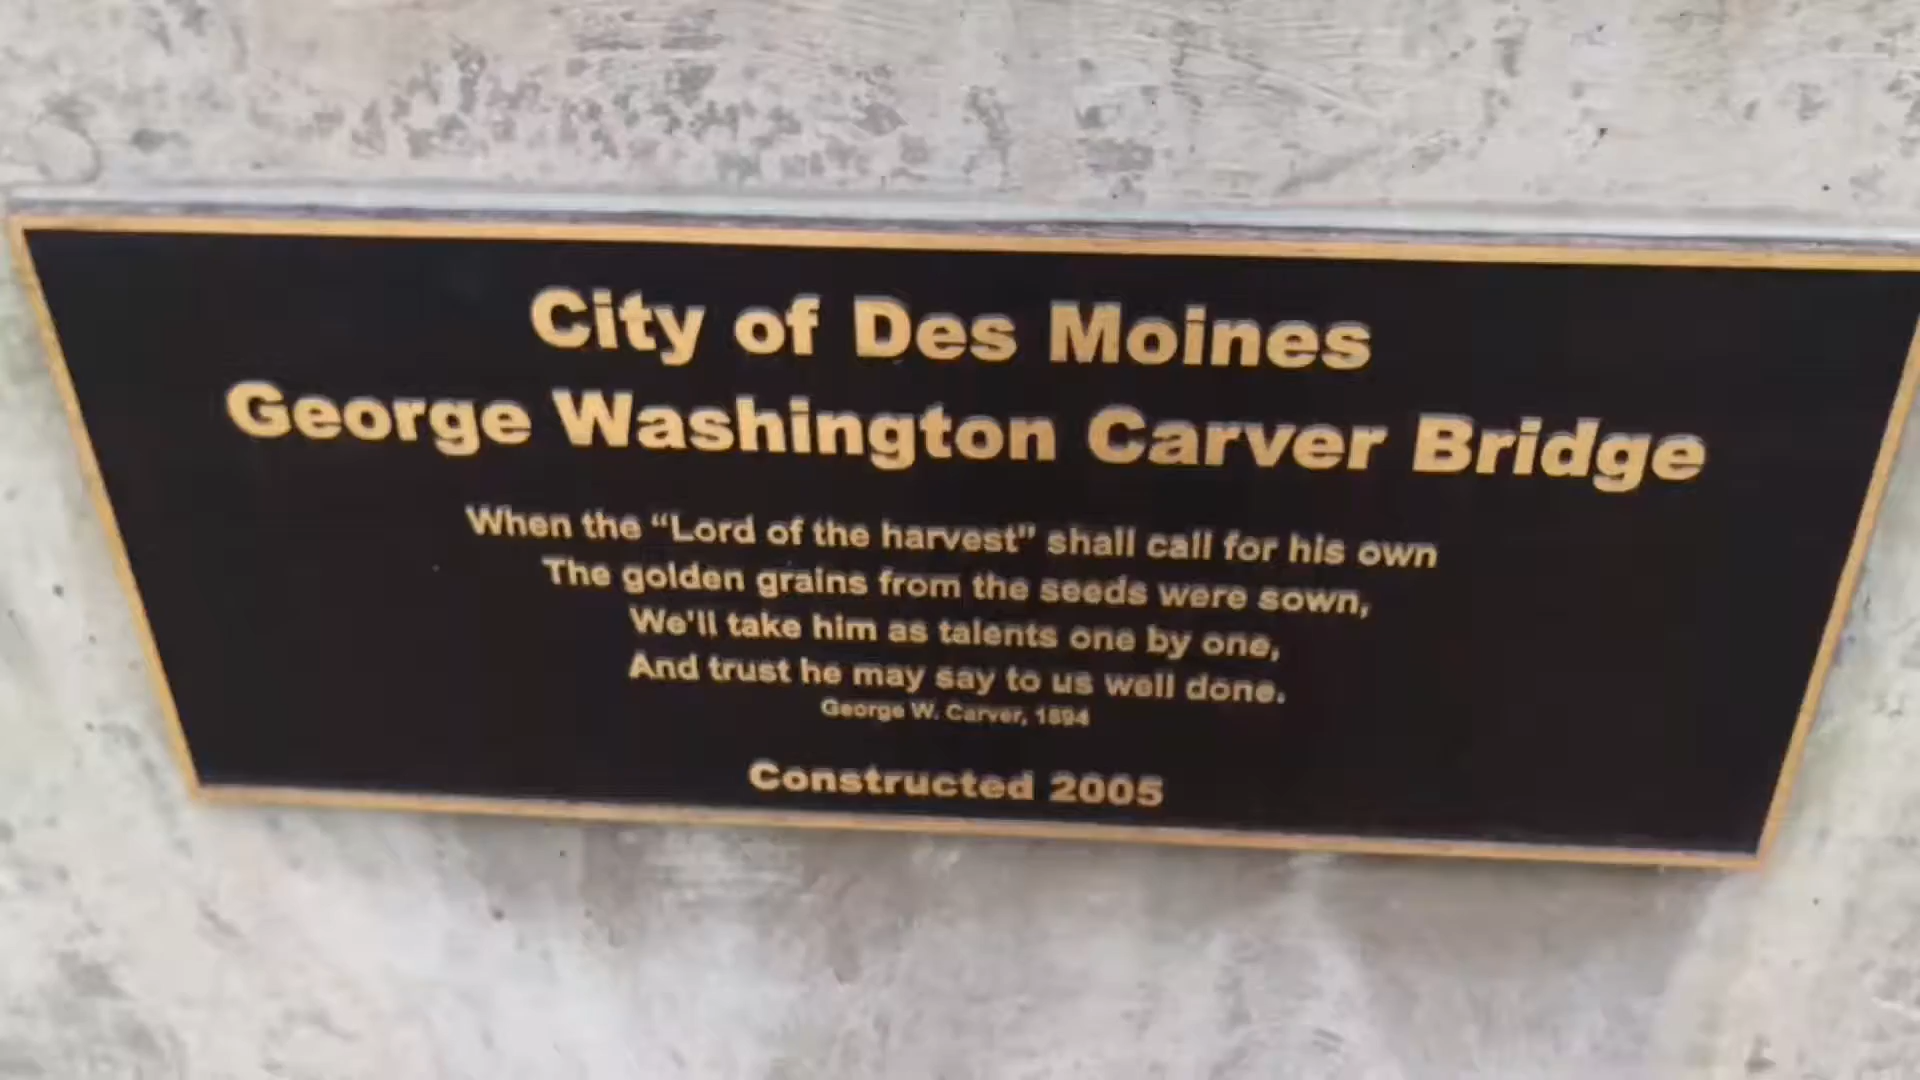 City of Des Moines
George Washington Carver Bridge
When the “Lord of the harvest” shall call for his own
The golden grains from the seeds were sown,
We'll take him as talents one by one,
And trust he may say to us well done.
George W. Carver, 1894
Constructed 2005